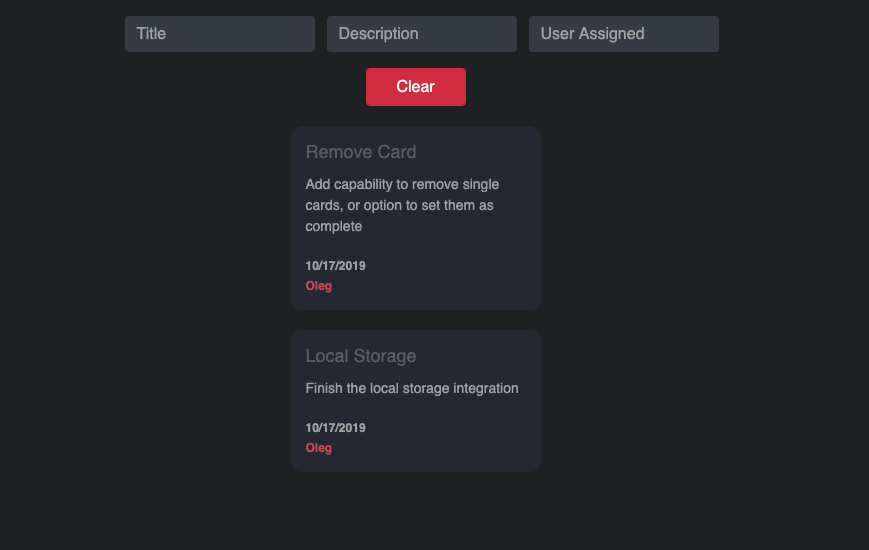 Title
Description
User Assigned
Clear
Remove Card
Add capability to remove single
cards, or option to set them as
complete
10/17/2019
Oleg
Local Storage
Finish the local storage integration
10/17/2019
Oleg